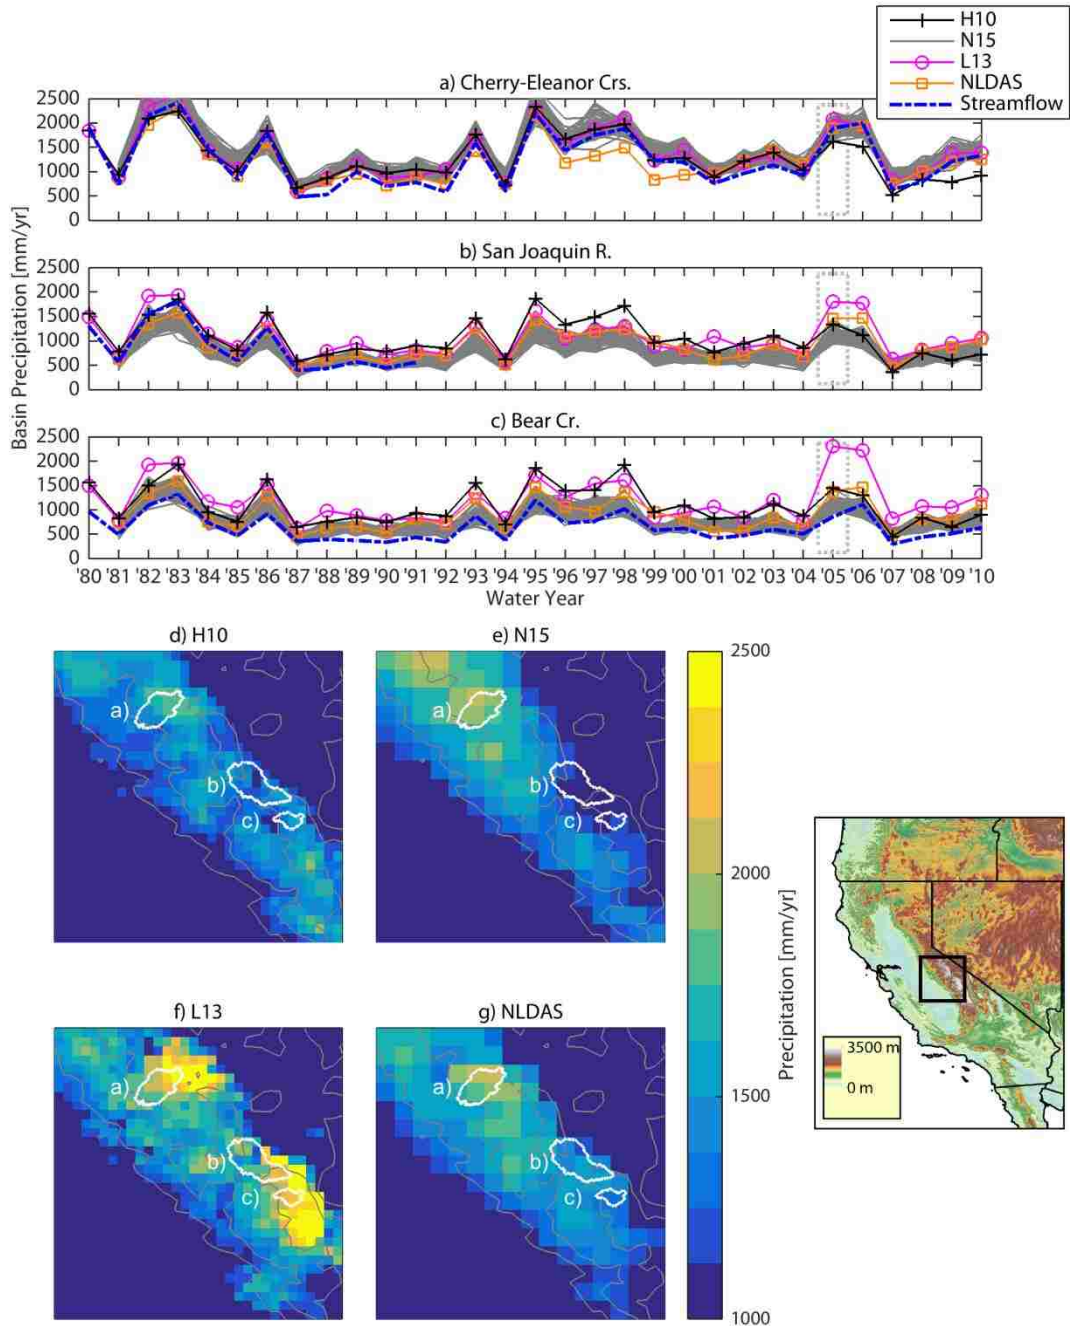 H10
N15
L13
NLDAS
Streamflow
a) Cherry-Eleanor Crs.
2500
2000
1500
1000
500
0
b) San Joaquin R.
2500
2000
1500
1000
500
0
Basin Precipitation [mm/yr]
c) Bear Cr.
2500
2000
1500
1000
500
0
'80 '81 '82 '83 '84 '85 '86 '87 '88 '89 '90 '91 '92 '93 '94 '95 '96 '97 '98 '99 '00 '01 '02 '03 '04 '05 '06 '07 '08 '09 '10
Water Year
d) H10
a)
b)
c)
e) N15
a)
b)
c)
2500
2000
1500
1000
Precipitation [mm/yr]
f) L13
a)
b)
c)
g) NLDAS
a)
b)
c)
3500 m
0 m